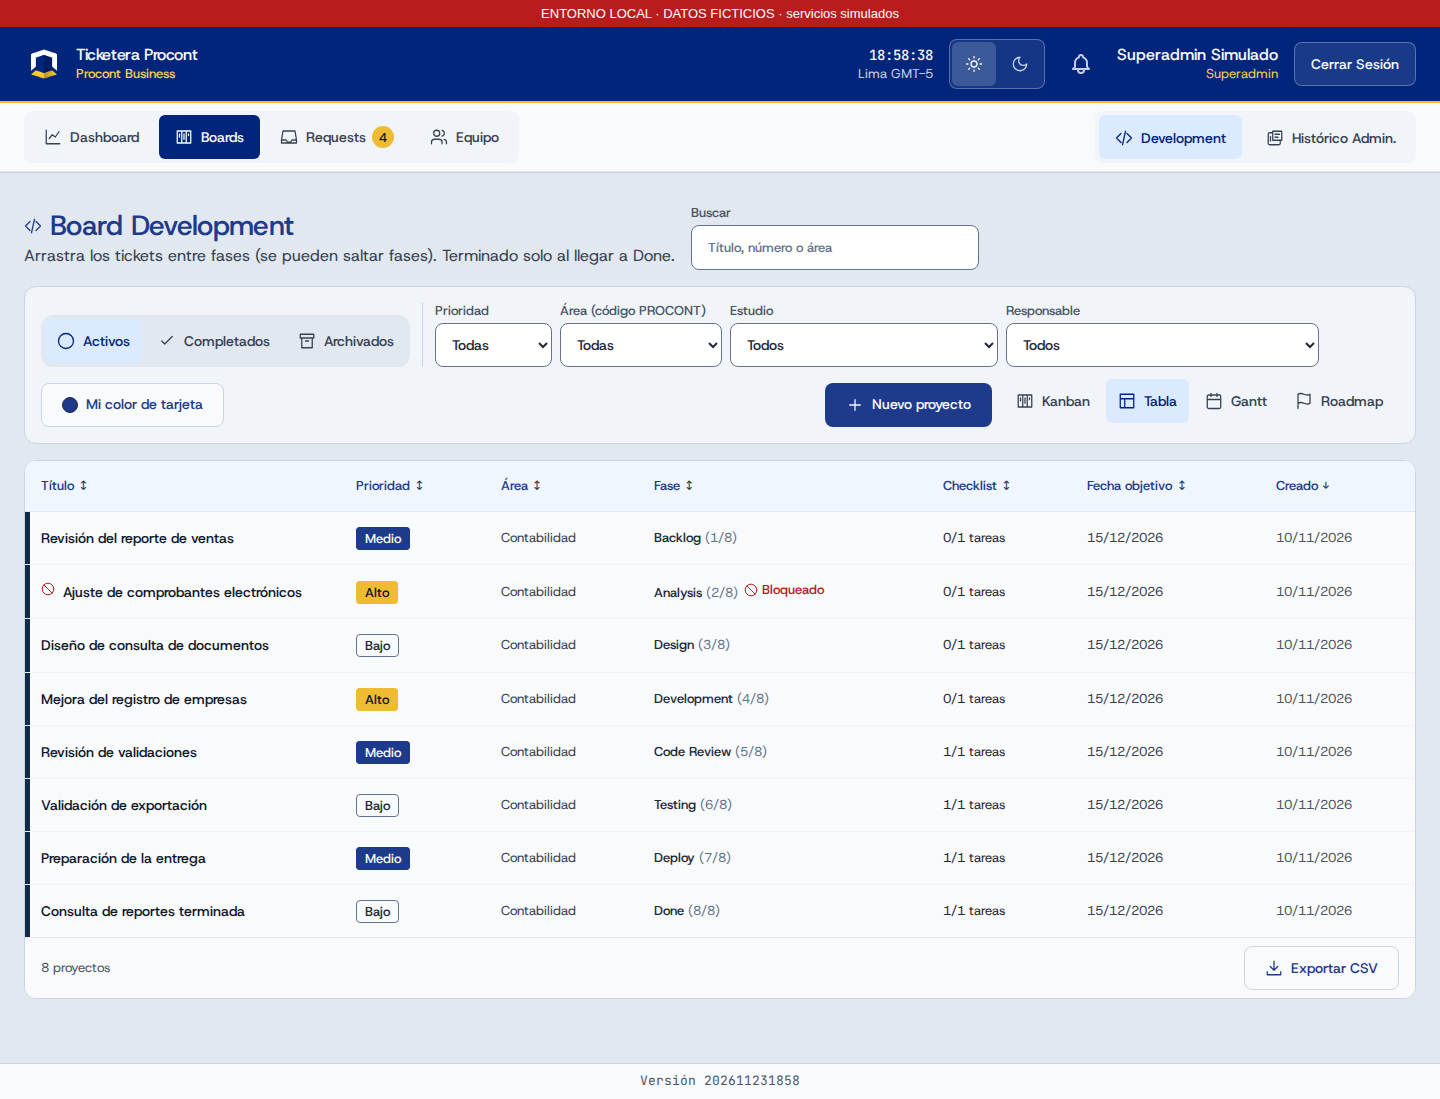 ENTORNO LOCAL · DATOS FICTICIOS · servicios simulados
Ticketera Procont
Procont Business
18:58:38
Lima GMT-5
Superadmin Simulado
Superadmin
Cerrar Sesión
Dashboard
Boards
Requests 4
Equipo
Development
Histórico Admin.
Board Development
Arrastra los tickets entre fases (se pueden saltar fases). Terminado solo al llegar a Done.
Buscar
Título, número o área
Activos
Completados
Archivados
Prioridad
Todas
Área (código PROCONT)
Todas
Estudio
Todos
Responsable
Todos
Mi color de tarjeta
Nuevo proyecto
Kanban
Tabla
Gantt
Roadmap
Título ↕ Prioridad ↕ Área ↕ Fase ↕ Checklist ↕ Fecha objetivo ↕ Creado ↓
Revisión del reporte de ventas Medio Contabilidad Backlog (1/8) 0/1 tareas 15/12/2026 10/11/2026
Ajuste de comprobantes electrónicos Alto Contabilidad Analysis (2/8) Bloqueado 0/1 tareas 15/12/2026 10/11/2026
Diseño de consulta de documentos Bajo Contabilidad Design (3/8) 0/1 tareas 15/12/2026 10/11/2026
Mejora del registro de empresas Alto Contabilidad Development (4/8) 0/1 tareas 15/12/2026 10/11/2026
Revisión de validaciones Medio Contabilidad Code Review (5/8) 1/1 tareas 15/12/2026 10/11/2026
Validación de exportación Bajo Contabilidad Testing (6/8) 1/1 tareas 15/12/2026 10/11/2026
Preparación de la entrega Medio Contabilidad Deploy (7/8) 1/1 tareas 15/12/2026 10/11/2026
Consulta de reportes terminada Bajo Contabilidad Done (8/8) 1/1 tareas 15/12/2026 10/11/2026
8 proyectos
Exportar CSV
Versión 202611231858